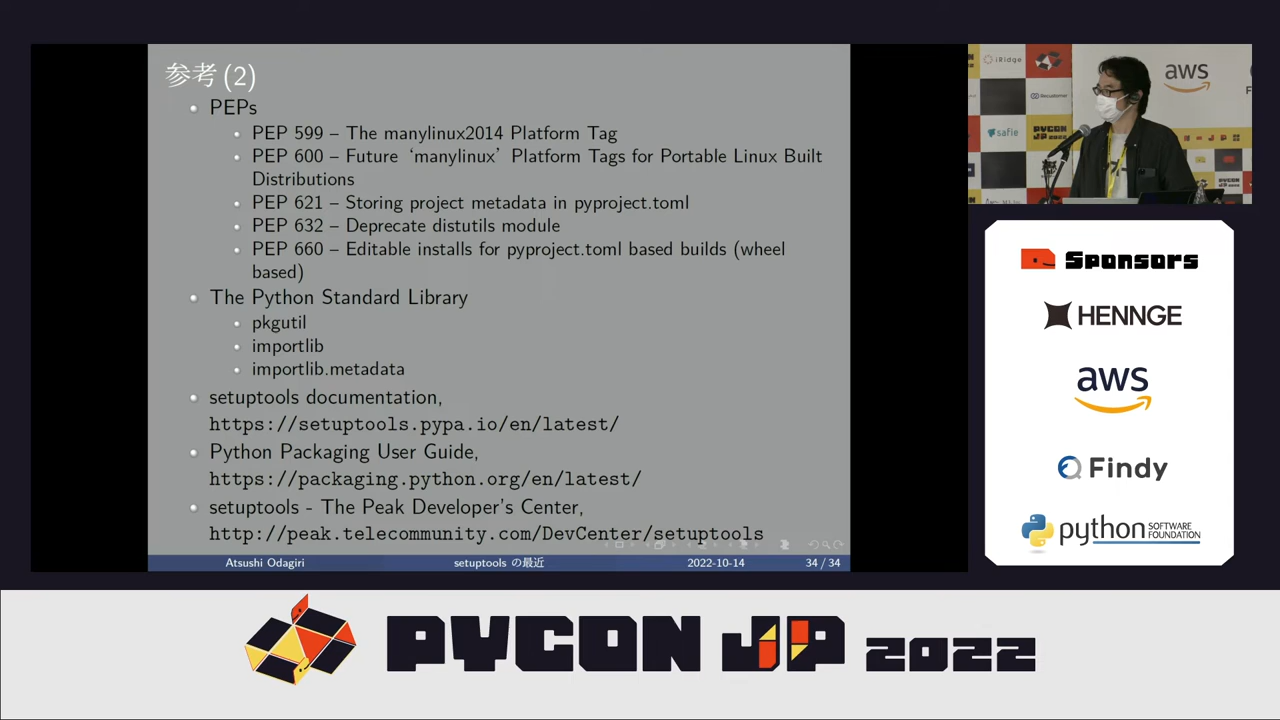 参考 (2)
PEPs
PEP 599 – The manylinux2014 Platform Tag
PEP 600 – Future ‘manylinux’ Platform Tags for Portable Linux Built
Distributions
PEP 621 – Storing project metadata in pyproject.toml
PEP 632 – Deprecate distutils module
PEP 660 – Editable installs for pyproject.toml based builds (wheel
based)
The Python Standard Library
pkgutil
importlib
importlib.metadata
setuptools documentation,
https://setuptools.pypa.io/en/latest/
Python Packaging User Guide,
https://packaging.python.org/en/latest/
setuptools - The Peak Developer's Center,
http://peak.telecommunity.com/DevCenter/setuptools
Atsushi Odagiri setuptools の最近 2022-10-14 34 / 34
iRidge
aws
safie
PYCON JP
2022
Sponsors
HENNGE
aws
Findy
python SOFTWARE FOUNDATION
PYCON JP 2022